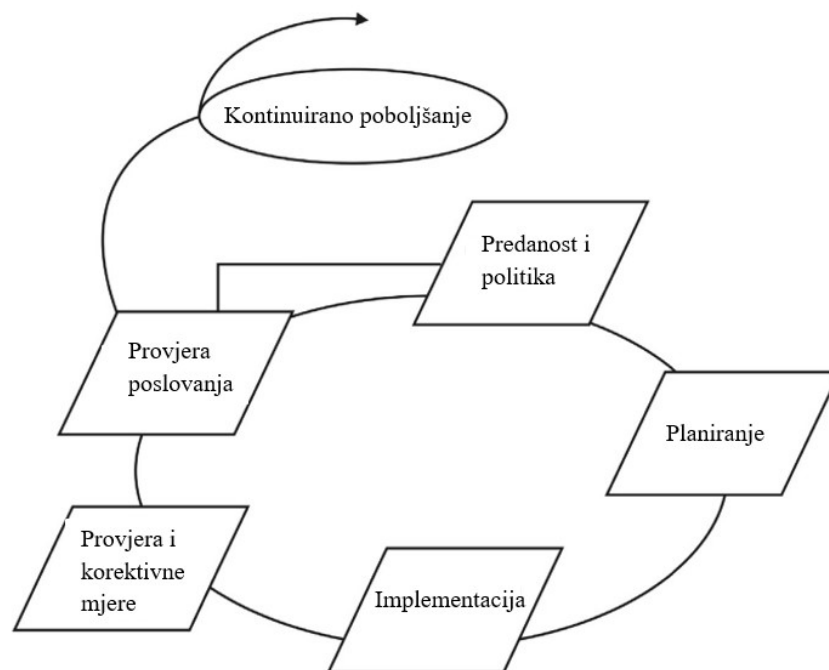 Kontinuirano poboljšanje
Predanost i
politika
Provjera
poslovanja
Planiranje
Provjera i
korektivne
mjere
Implementacija